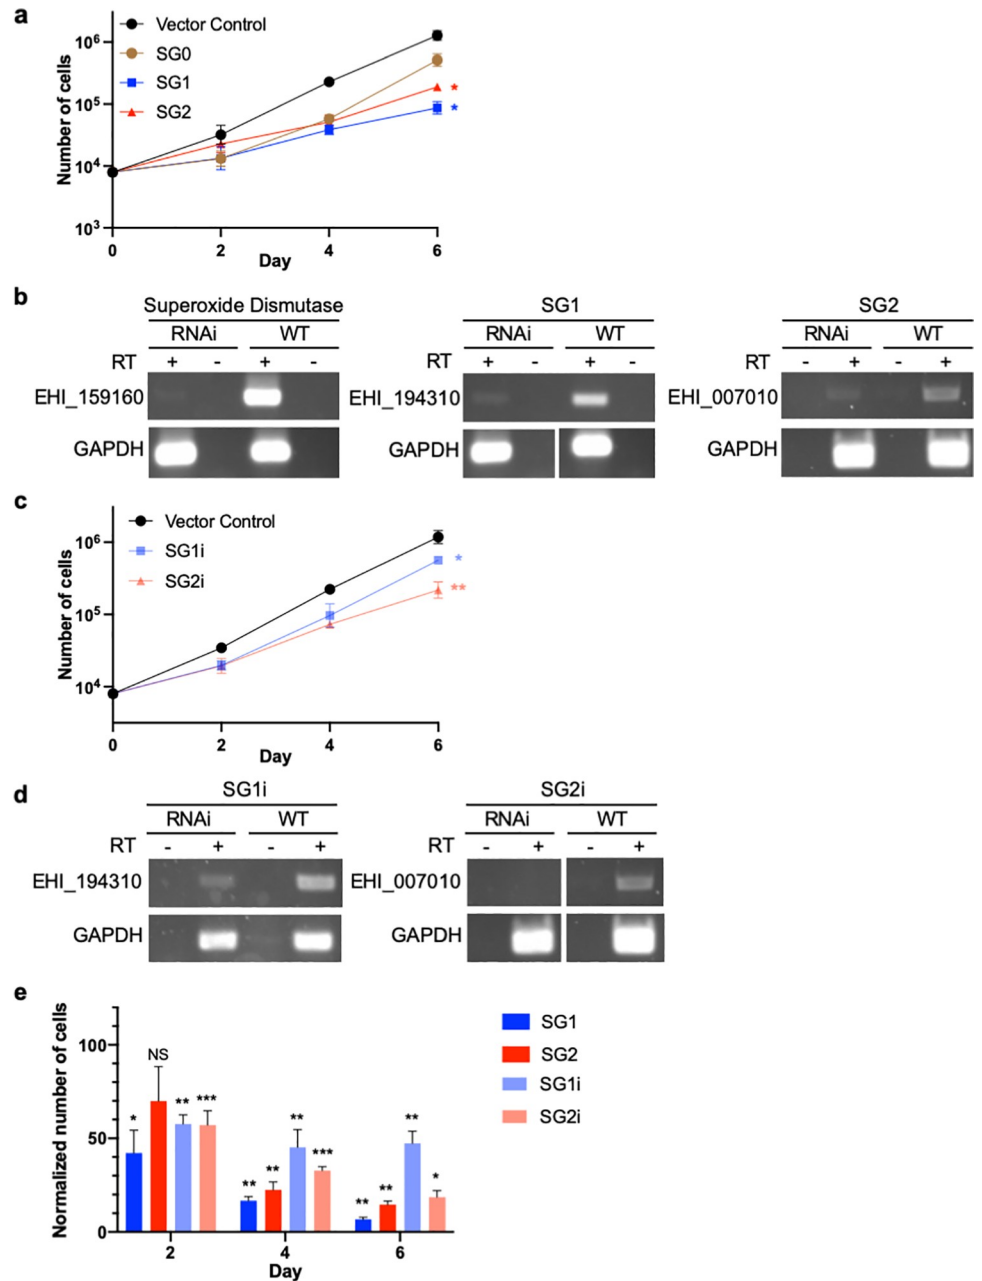 a
Vector Control
SG0
SG1
SG2
Number of cells
10⁶
10⁵
10⁴
10³
0 2 4 6
Day
*
*
b
Superoxide Dismutase
RNAi WT
RT + - + -
EHI_159160
GAPDH
SG1
RNAi WT
RT + - + -
EHI_194310
GAPDH
SG2
RNAi WT
RT - + - +
EHI_007010
GAPDH
c
Vector Control
SG1i
SG2i
Number of cells
10⁶
10⁵
10⁴
0 2 4 6
Day
*
**
d
SG1i
RNAi WT
RT - + - +
EHI_194310
GAPDH
SG2i
RNAi WT
RT - + - +
EHI_007010
GAPDH
e
Normalized number of cells
100
50
0
* NS ** ***
** ** ** ***
** ** ** *
2 4 6
Day
SG1
SG2
SG1i
SG2i